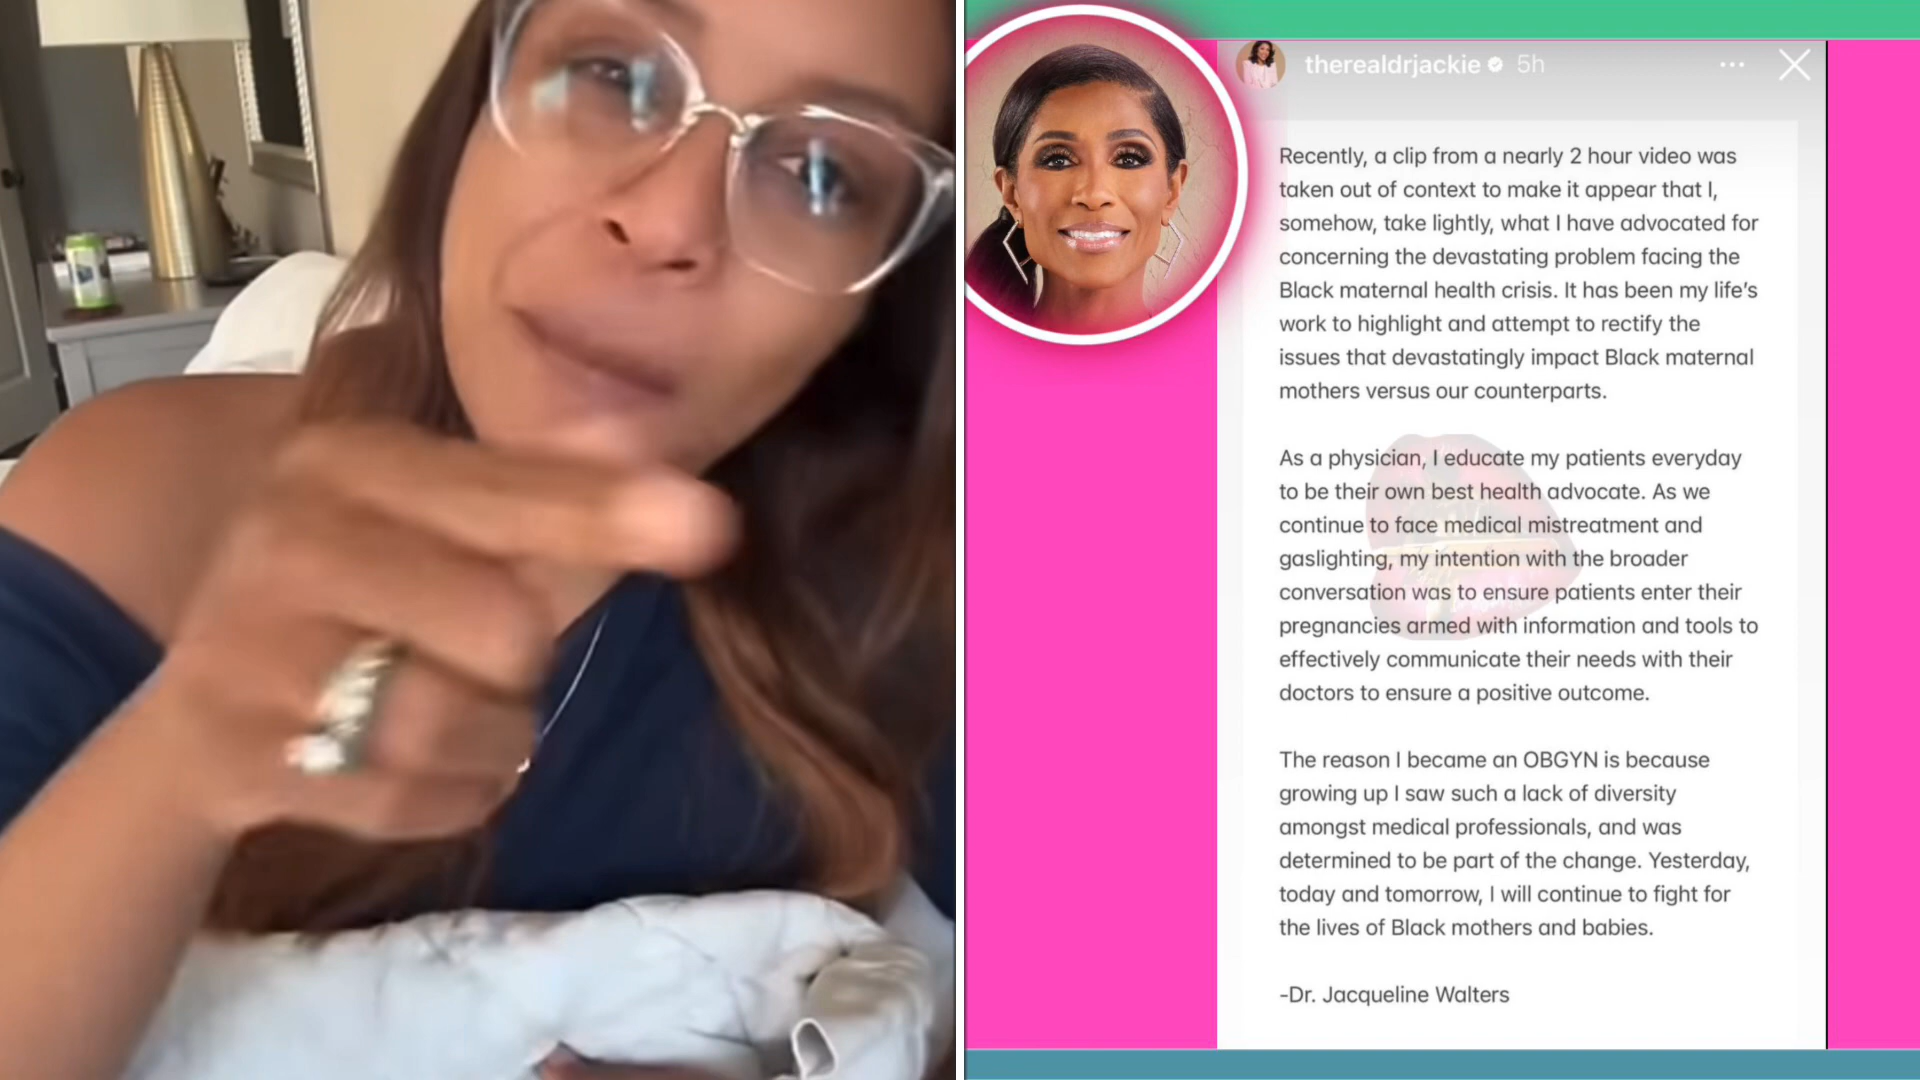 therealdrjackie 5h
Recently, a clip from a nearly 2 hour video was
taken out of context to make it appear that I,
somehow, take lightly, what I have advocated for
concerning the devastating problem facing the
Black maternal health crisis. It has been my life's
work to highlight and attempt to rectify the
issues that devastatingly impact Black maternal
mothers versus our counterparts.
As a physician, I educate my patients everyday
to be their own best health advocate. As we
continue to face medical mistreatment and
gaslighting, my intention with the broader
conversation was to ensure patients enter their
pregnancies armed with information and tools to
effectively communicate their needs with their
doctors to ensure a positive outcome.
The reason I became an OBGYN is because
growing up I saw such a lack of diversity
amongst medical professionals, and was
determined to be part of the change. Yesterday,
today and tomorrow, I will continue to fight for
the lives of Black mothers and babies.
-Dr. Jacqueline Walters